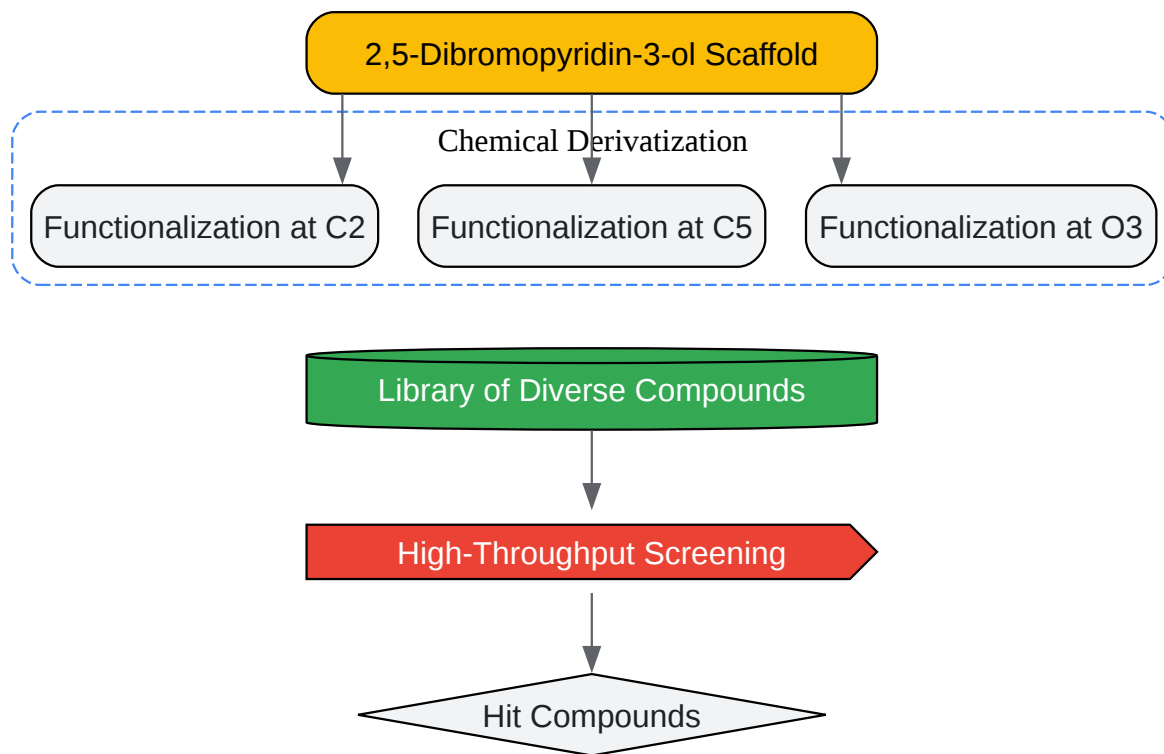 2,5-Dibromopyridin-3-ol Scaffold
Chemical Derivatization
Functionalization at C2
Functionalization at C5
Functionalization at O3
Library of Diverse Compounds
High-Throughput Screening
Hit Compounds